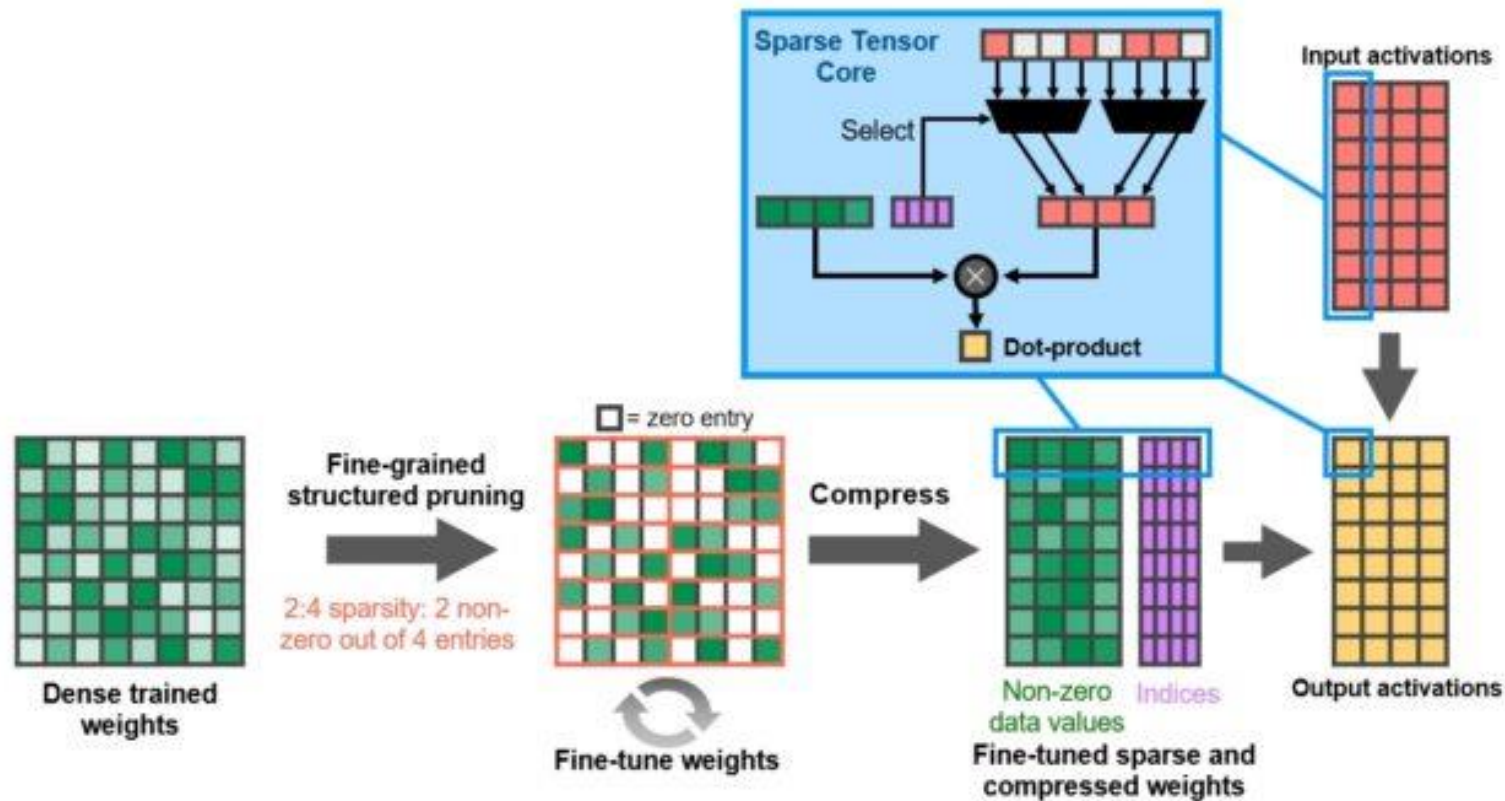 Sparse Tensor
Core
Input activations
Select
Dot-product
= zero entry
Fine-grained
structured pruning
Compress
2:4 sparsity: 2 non-
zero out of 4 entries
Dense trained
weights
Fine-tune weights
Non-zero
data values
Indices
Fine-tuned sparse and
compressed weights
Output activations